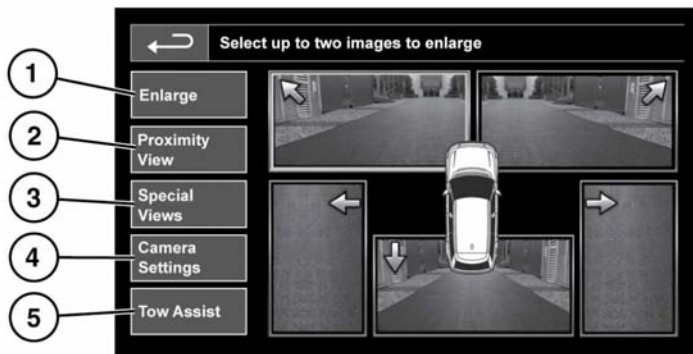 Select up to two images to enlarge
1
Enlarge
2
Proximity
View
3
Special
Views
4
Camera
Settings
5
Tow Assist